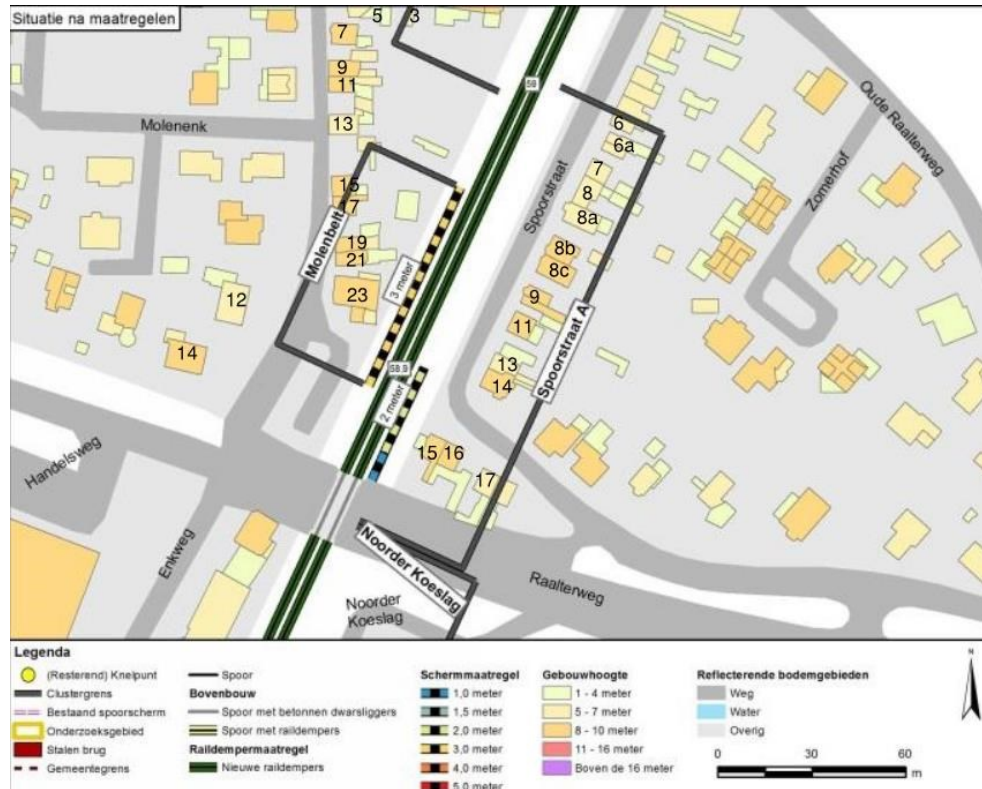 Situatie na maatregelen
5
3
7
9
11
Molenenk
13
15
7
Molenbelt
19
21
23
12
14
3 meter
59
58,9
2 meter
6
6a
7
8
8a
8b
8c
9
11
13
14
15 16
17
Spoorstraat
Spoorstraat A
Oude Raalterweg
Zomerhof
Handelsweg
Enkweg
Noorder Koeslag
Noorder
Koeslag
Raalterweg
Legenda
(Resterend) Knelpunt
Clustergrens
Bestaand spoorscherm
Onderzoeksgebied
Stalen brug
Gemeentegrens
Spoor
Bovenbouw
Spoor met betonnen dwarsliggers
Spoor met raildempers
Raildempermaatregel
Nieuwe raildempers
Schermmaatregel
1,0 meter
1,5 meter
2,0 meter
3,0 meter
4,0 meter
5,0 meter
Gebouwhoogte
1 - 4 meter
5 - 7 meter
8 - 10 meter
11 - 16 meter
Boven de 16 meter
Reflecterende bodemgebieden
Weg
Water
Overig
0 30 60
m
N